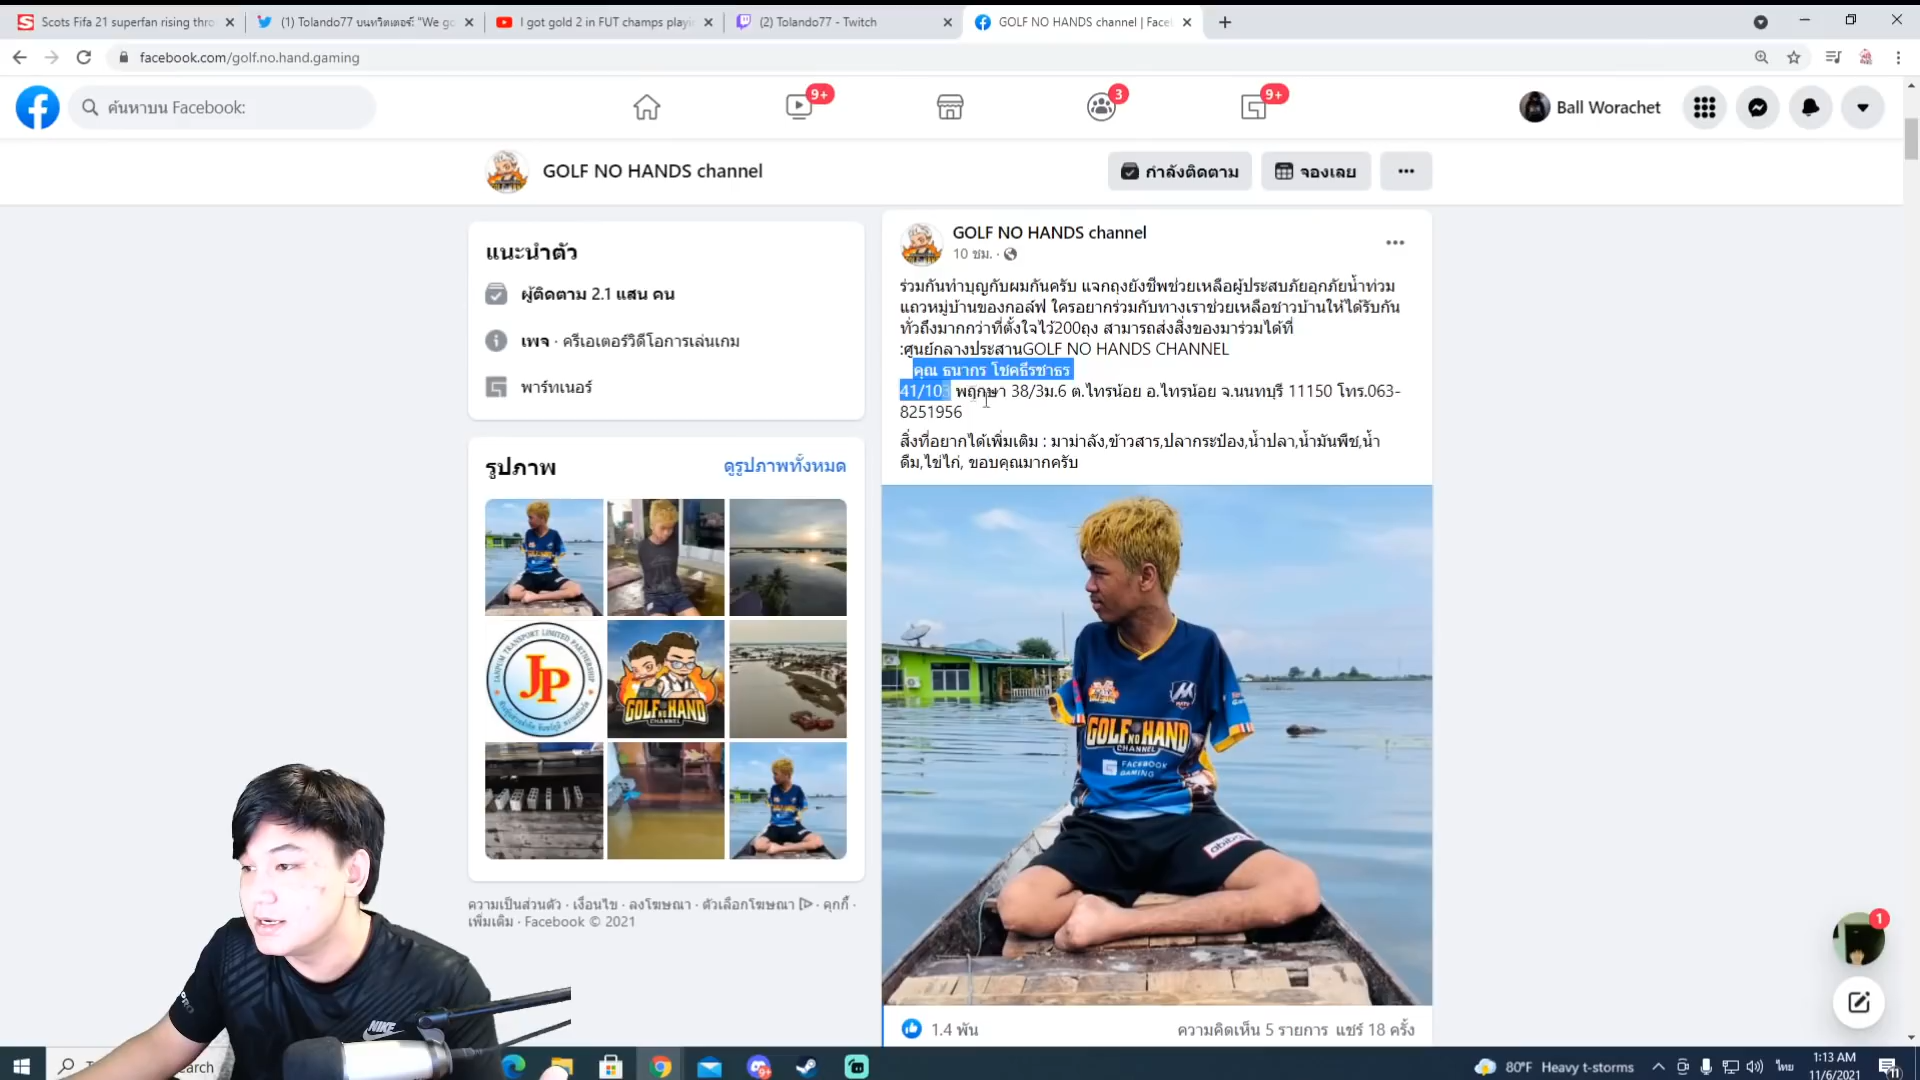 Scots Fifa 21 superfan rising thro
(1) Tolando77 บนทวิตเตอร์: "We go
I got gold 2 in FUT champs playi
(2) Tolando77 - Twitch
GOLF NO HANDS channel | Face
facebook.com/golf.no.hand.gaming
ค้นหาบน Facebook:
9+
3
9+
Ball Worachet
GOLF NO HANDS channel
กำลังติดตาม
จองเลย
แนะนำตัว
ผู้ติดตาม 2.1 แสน คน
เพจ · ครีเอเตอร์วิดีโอการเล่นเกม
พาร์ทเนอร์
รูปภาพ
ดูรูปภาพทั้งหมด
JANPUM TRANSPORT LIMITED PARTNERSHIP
JP
GOLF NO HAND
CHANNEL
ความเป็นส่วนตัว · เงื่อนไข · ลงโฆษณา · ตัวเลือกโฆษณา · คุกกี้ ·
เพิ่มเติม · Facebook © 2021
GOLF NO HANDS channel
10 ชม. ·
ร่วมกันทำบุญกับผมกันครับ แจกถุงยังชีพช่วยเหลือผู้ประสบภัยอุกภัยน้ำท่วม
แถวหมู่บ้านของกอล์ฟ ใครอยากร่วมกับทางเราช่วยเหลือชาวบ้านให้ได้รับกัน
ทั่วถึงมากกว่าที่ตั้งใจไว้200ถุง สามารถส่งสิ่งของมาร่วมได้ที่
:ศูนย์กลางประสานGOLF NO HANDS CHANNEL
คุณ ธนากร โชคธีรชาธร
41/103 พฤกษา 38/3ม.6 ต.ไทรน้อย อ.ไทรน้อย จ.นนทบุรี 11150 โทร.063-
8251956
สิ่งที่อยากได้เพิ่มเติม : มาม่าลัง,ข้าวสาร,ปลากระป๋อง,น้ำปลา,น้ำมันพืช,น้ำ
ดื่ม,ไข่ไก่, ขอบคุณมากครับ
GOLF NO HAND
CHANNEL
FACEBOOK
GAMING
1.4 พัน
ความคิดเห็น 5 รายการ แชร์ 18 ครั้ง
1
NIKE
earch
80°F Heavy t-storms
ไทย
1:13 AM
11/6/2021